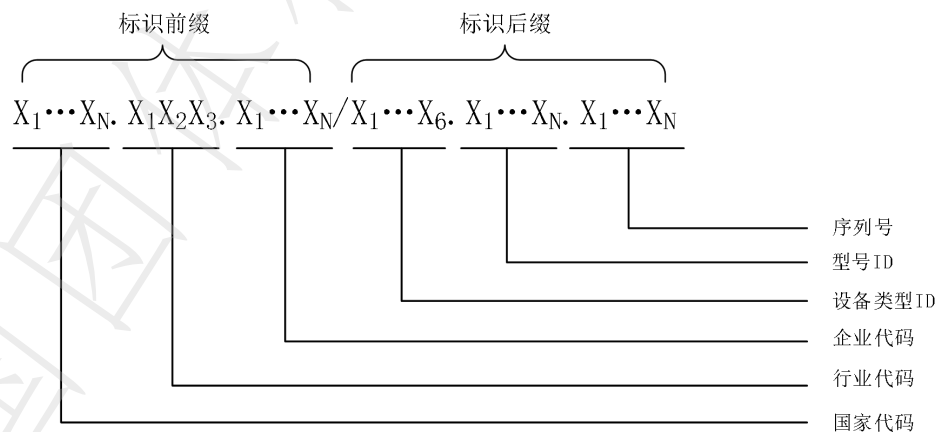 标识前缀 标识后缀
X₁···X_N. X₁X₂X₃. X₁···X_N/X₁···X₆. X₁···X_N. X₁···X_N
序列号
型号ID
设备类型ID
企业代码
行业代码
国家代码